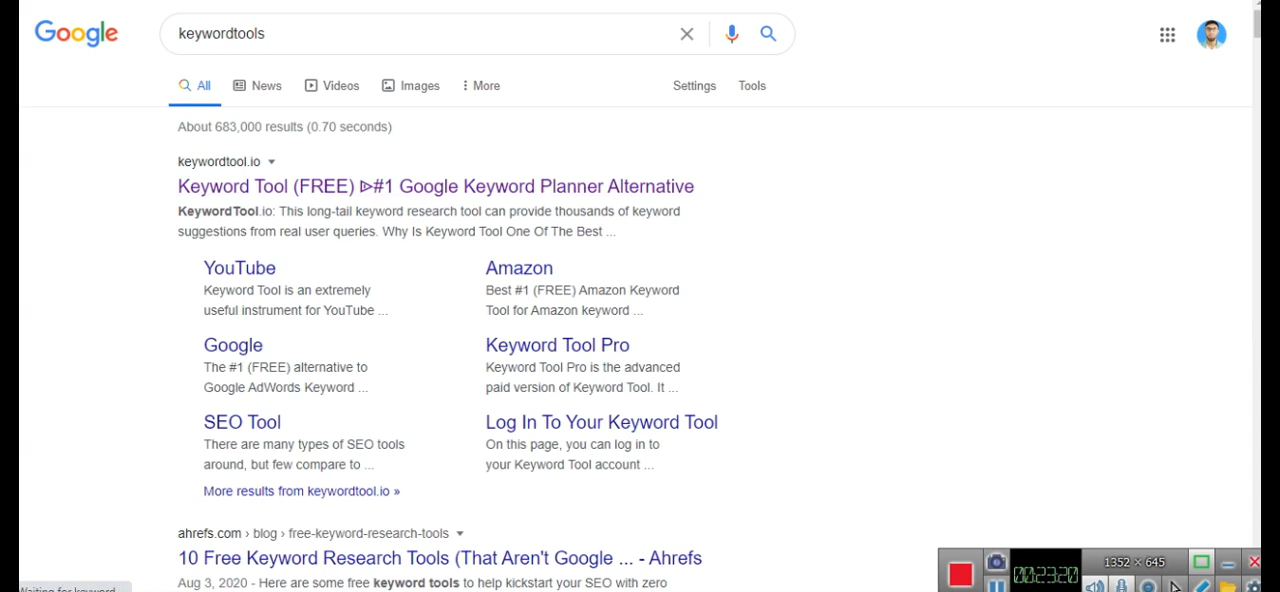 Google
keywordtools
All News Videos Images More Settings Tools
About 683,000 results (0.70 seconds)
keywordtool.io
Keyword Tool (FREE) ᐉ#1 Google Keyword Planner Alternative
KeywordTool.io: This long-tail keyword research tool can provide thousands of keyword
suggestions from real user queries. Why Is Keyword Tool One Of The Best ...
YouTube
Keyword Tool is an extremely
useful instrument for YouTube ...
Amazon
Best #1 (FREE) Amazon Keyword
Tool for Amazon keyword ...
Google
The #1 (FREE) alternative to
Google AdWords Keyword ...
Keyword Tool Pro
Keyword Tool Pro is the advanced
paid version of Keyword Tool. It ...
SEO Tool
There are many types of SEO tools
around, but few compare to ...
Log In To Your Keyword Tool
On this page, you can log in to
your Keyword Tool account ...
More results from keywordtool.io »
ahrefs.com › blog › free-keyword-research-tools
10 Free Keyword Research Tools (That Aren't Google ... - Ahrefs
Aug 3, 2020 - Here are some free keyword tools to help kickstart your SEO with zero
Waiting for keyword
00:23:20
1352 × 645